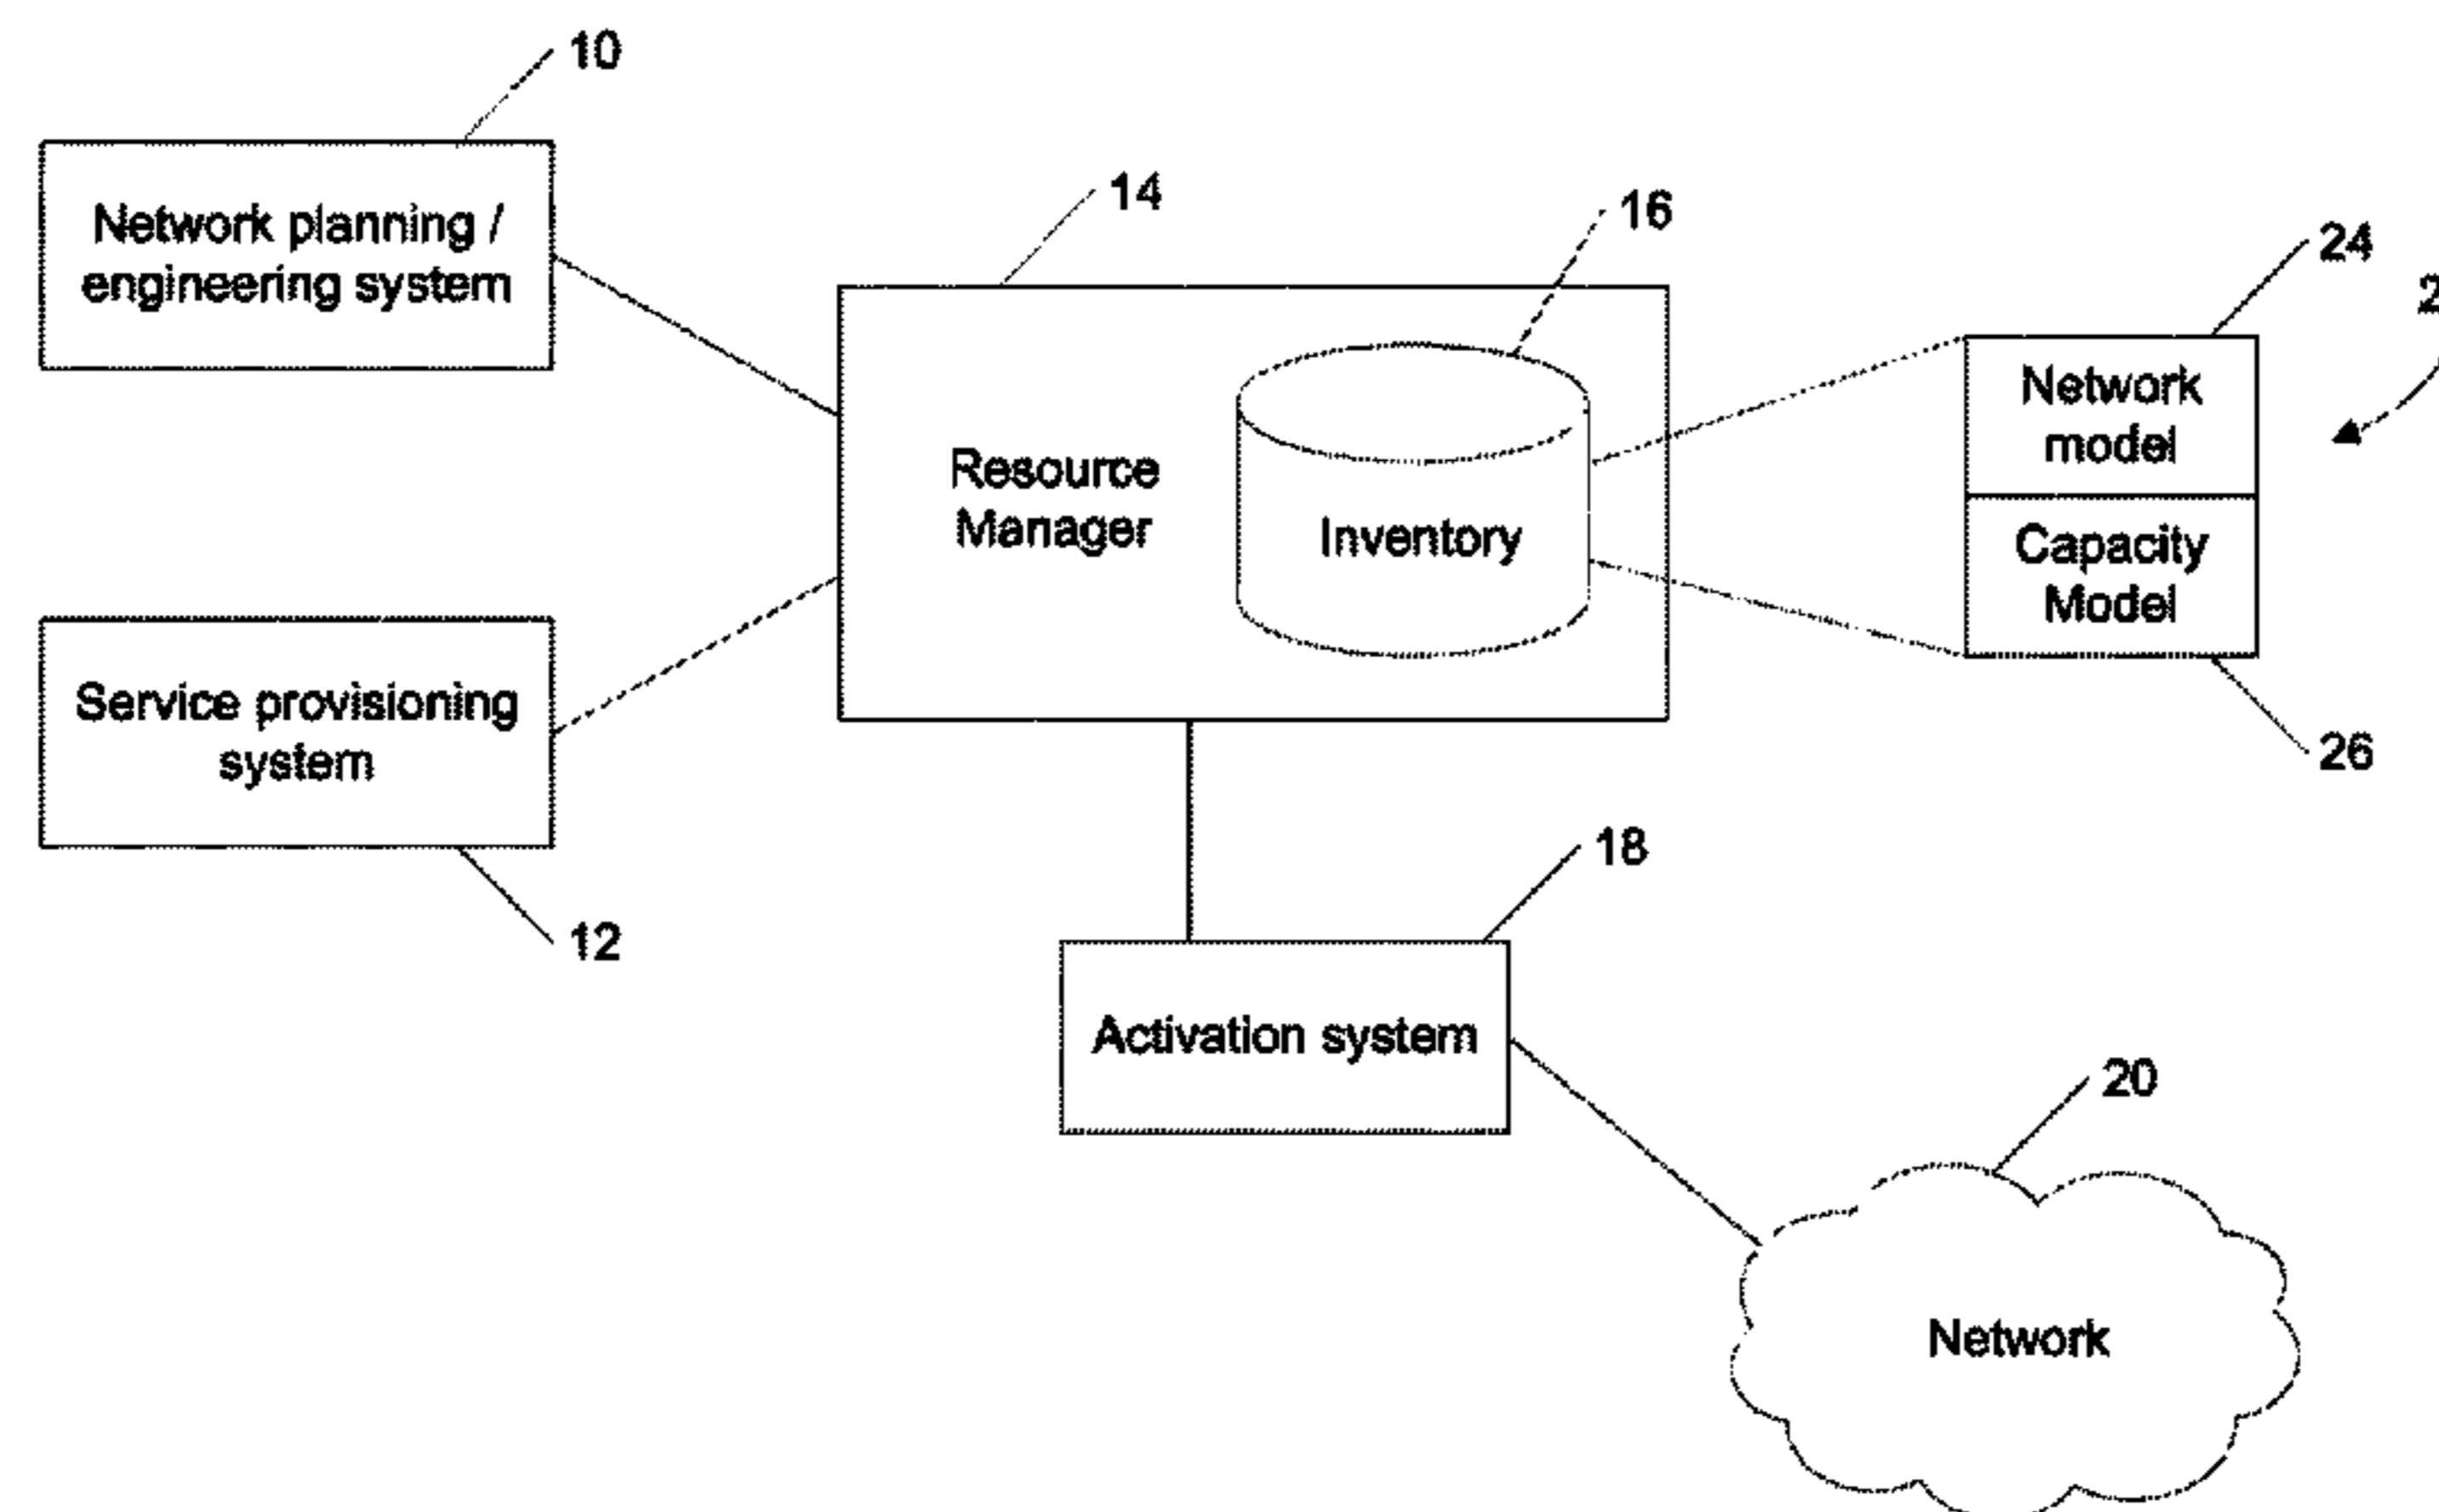 10
Network planning /
engineering system
14
16
24
2
Network
model
Resource
Manager
Inventory
Capacity
Model
26
Service provisioning
system
12
18
Activation system
20
Network